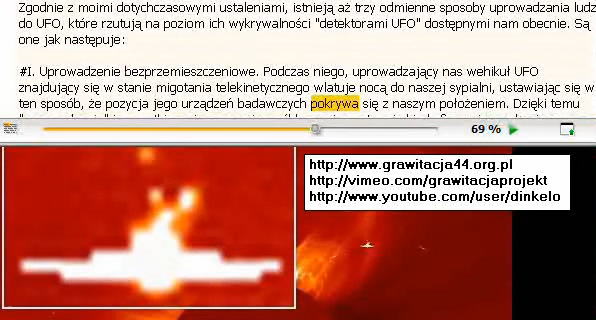 Zgodnie z moimi dotychczasowymi ustaleniami, istnieją aż trzy odmienne sposoby uprowadzania ludz
do UFO, które rzutują na poziom ich wykrywalności "detektorami UFO" dostępnymi nam obecnie. Są
one jak następuje:
#I. Uprowadzenie bezprzemieszczeniowe. Podczas niego, uprowadzający nas wehikuł UFO
znajdujący się w stanie migotania telekinetycznego wlatuje nocą do naszej sypialni, ustawiając się w
ten sposób, że pozycja jego urządzeń badawczych pokrywa się z naszym położeniem. Dzięki temu
69 %
http://www.grawitacja44.org.pl
http://vimeo.com/grawitacjaprojekt
http://www.youtube.com/user/dinkelo